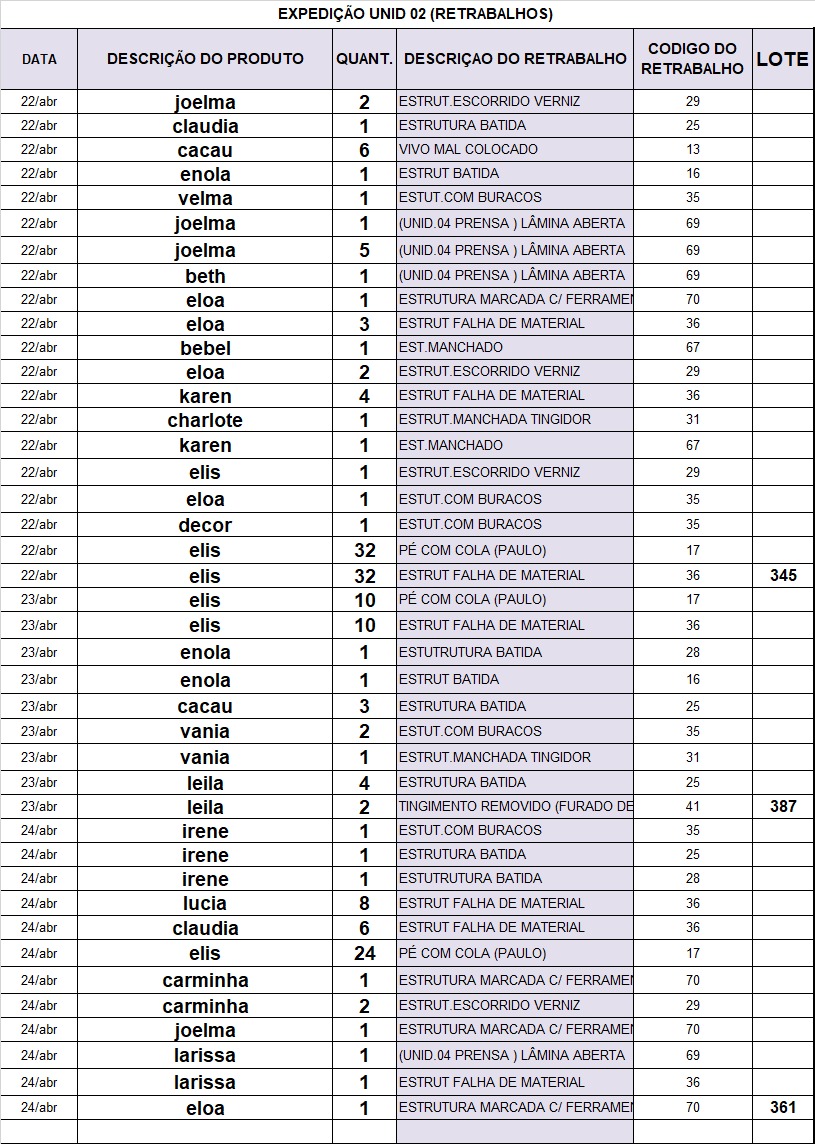 EXPEDIÇÃO UNID 02 (RETRABALHOS)
DATA DESCRIÇÃO DO PRODUTO QUANT. DESCRIÇAO DO RETRABALHO CODIGO DO RETRABALHO LOTE
22/abr joelma 2 ESTRUT.ESCORRIDO VERNIZ 29
22/abr claudia 1 ESTRUTURA BATIDA 25
22/abr cacau 6 VIVO MAL COLOCADO 13
22/abr enola 1 ESTRUT BATIDA 16
22/abr velma 1 ESTUT.COM BURACOS 35
22/abr joelma 1 (UNID.04 PRENSA ) LÂMINA ABERTA 69
22/abr joelma 5 (UNID.04 PRENSA ) LÂMINA ABERTA 69
22/abr beth 1 (UNID.04 PRENSA ) LÂMINA ABERTA 69
22/abr eloa 1 ESTRUTURA MARCADA C/ FERRAMEN 70
22/abr eloa 3 ESTRUT FALHA DE MATERIAL 36
22/abr bebel 1 EST.MANCHADO 67
22/abr eloa 2 ESTRUT.ESCORRIDO VERNIZ 29
22/abr karen 4 ESTRUT FALHA DE MATERIAL 36
22/abr charlote 1 ESTRUT.MANCHADA TINGIDOR 31
22/abr karen 1 EST.MANCHADO 67
22/abr elis 1 ESTRUT.ESCORRIDO VERNIZ 29
22/abr eloa 1 ESTUT.COM BURACOS 35
22/abr decor 1 ESTUT.COM BURACOS 35
22/abr elis 32 PÉ COM COLA (PAULO) 17
22/abr elis 32 ESTRUT FALHA DE MATERIAL 36 345
23/abr elis 10 PÉ COM COLA (PAULO) 17
23/abr elis 10 ESTRUT FALHA DE MATERIAL 36
23/abr enola 1 ESTUTRUTURA BATIDA 28
23/abr enola 1 ESTRUT BATIDA 16
23/abr cacau 3 ESTRUTURA BATIDA 25
23/abr vania 2 ESTUT.COM BURACOS 35
23/abr vania 1 ESTRUT.MANCHADA TINGIDOR 31
23/abr leila 4 ESTRUTURA BATIDA 25
23/abr leila 2 TINGIMENTO REMOVIDO (FURADO DE 41 387
24/abr irene 1 ESTUT.COM BURACOS 35
24/abr irene 1 ESTRUTURA BATIDA 25
24/abr irene 1 ESTUTRUTURA BATIDA 28
24/abr lucia 8 ESTRUT FALHA DE MATERIAL 36
24/abr claudia 6 ESTRUT FALHA DE MATERIAL 36
24/abr elis 24 PÉ COM COLA (PAULO) 17
24/abr carminha 1 ESTRUTURA MARCADA C/ FERRAMEN 70
24/abr carminha 2 ESTRUT.ESCORRIDO VERNIZ 29
24/abr joelma 1 ESTRUTURA MARCADA C/ FERRAMEN 70
24/abr larissa 1 (UNID.04 PRENSA ) LÂMINA ABERTA 69
24/abr larissa 1 ESTRUT FALHA DE MATERIAL 36
24/abr eloa 1 ESTRUTURA MARCADA C/ FERRAMEN 70 361